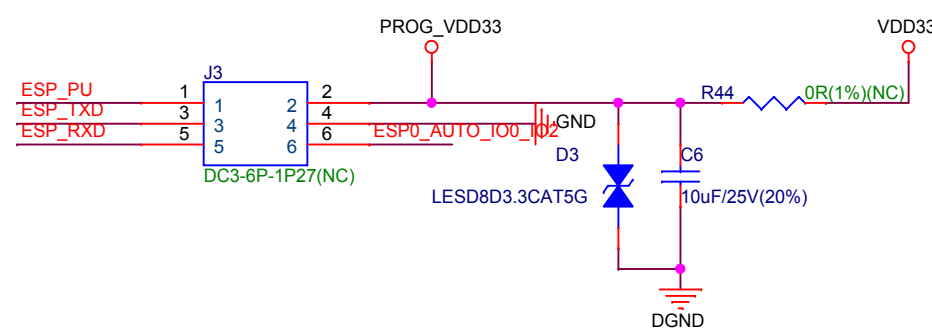 PROG_VDD33
VDD33
J3
ESP_PU 1 1 2 2
R44 0R(1%)(NC)
ESP_TXD 3 3 4 4 GND
ESP_RXD 5 5 6 6 ESP0_AUTO_IO0_IO2
DC3-6P-1P27(NC)
D3
C6
LESD8D3.3CAT5G
10uF/25V(20%)
DGND